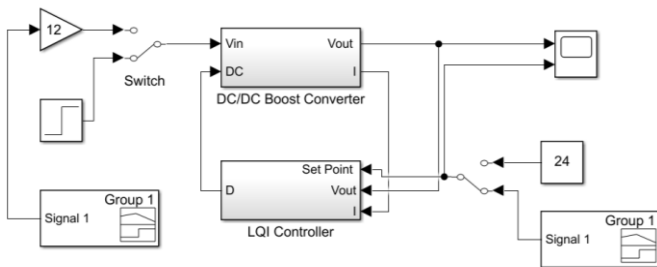 12
Switch
Vin
Vout
DC
I
DC/DC Boost Converter
Set Point
D
Vout
I
LQI Controller
24
Group 1
Signal 1
Group 1
Signal 1